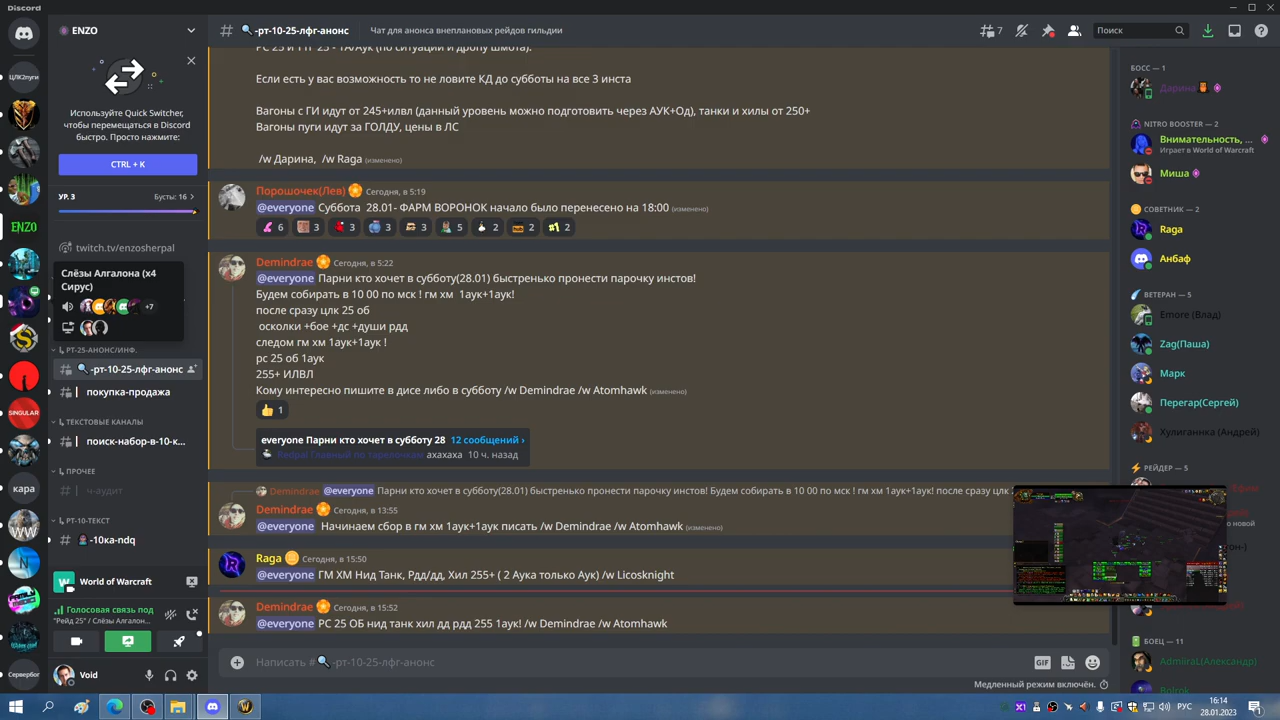 Discord
ENZO
🔍-рт-10-25-лфг-анонс
Чат для анонса внеплановых рейдов гильдии
7
Поиск
Используйте Quick Switcher,
чтобы перемещаться в Discord
быстро. Просто нажмите:
CTRL + K
УР. 3
Бусты: 16
twitch.tv/enzosherpal
Слёзы Алгалона (x4
Сирус)
+7
РТ-25-АНОНС/ИНФ.
-рт-10-25-лфг-анонс
покупка-продажа
ТЕКСТОВЫЕ КАНАЛЫ
поиск-набор-в-10-к...
ПРОЧЕЕ
ч-аудит
РТ-10-ТЕКСТ
-10ка-ndq
World of Warcraft
Голосовая связь под
"Рейд 25" / Слёзы Алгалон...
Void
ЦЛК2пуги
ENZO
SINGULAR
кара
Сервербог
Если есть у вас возможность то не ловите КД до субботы на все 3 инста
Вагоны с ГИ идут от 245+илвл (данный уровень можно подготовить через АУК+Од), танки и хилы от 250+
Вагоны пуги идут за ГОЛДУ, цены в ЛС
/w Дарина, /w Raga (изменено)
Порошочек(Лев) Сегодня, в 5:19
@everyone Суббота 28.01- ФАРМ ВОРОНОК начало было перенесено на 18:00 (изменено)
6 3 3 3 3 5 2 2 2
Demindrae Сегодня, в 5:22
@everyone Парни кто хочет в субботу(28.01) быстренько пронести парочку инстов!
Будем собирать в 10 00 по мск ! гм хм 1аук+1аук!
после сразу цлк 25 об
осколки +бое +дс +души рдд
следом гм хм 1аук+1аук !
рс 25 об 1аук
255+ ИЛВЛ
Кому интересно пишите в дисе либо в субботу /w Demindrae /w Atomhawk (изменено)
1
everyone Парни кто хочет в субботу 28 12 сообщений ›
Redpal Главный по тарелочкам ахахаха 10 ч. назад
Demindrae @everyone Парни кто хочет в субботу(28.01) быстренько пронести парочку инстов! Будем собирать в 10 00 по мск ! гм хм 1аук+1аук! после сразу цлк
Demindrae Сегодня, в 13:55
@everyone Начинаем сбор в гм хм 1аук+1аук писать /w Demindrae /w Atomhawk (изменено)
Raga Сегодня, в 15:50
@everyone ГМ ХМ Нид Танк, Рдд/дд, Хил 255+ ( 2 Аука только Аук) /w Licosknight
Demindrae Сегодня, в 15:52
@everyone РС 25 ОБ нид танк хил дд рдд 255 1аук! /w Demindrae /w Atomhawk
Написать #🔍-рт-10-25-лфг-анонс
GIF
Медленный режим включён.
БОСС — 1
Дарина
NITRO BOOSTER — 2
Внимательность, ...
Играет в World of Warcraft
Миша
СОВЕТНИК — 2
Raga
Анбаф
ВЕТЕРАН — 5
Emore (Влад)
Zag(Паша)
Марк
Перегар(Сергей)
Хулиганнка (Андрей)
РЕЙДЕР — 5
БОЕЦ — 11
AdmiiraL(Александр)
Bolrok
РУС
16:14
28.01.2023